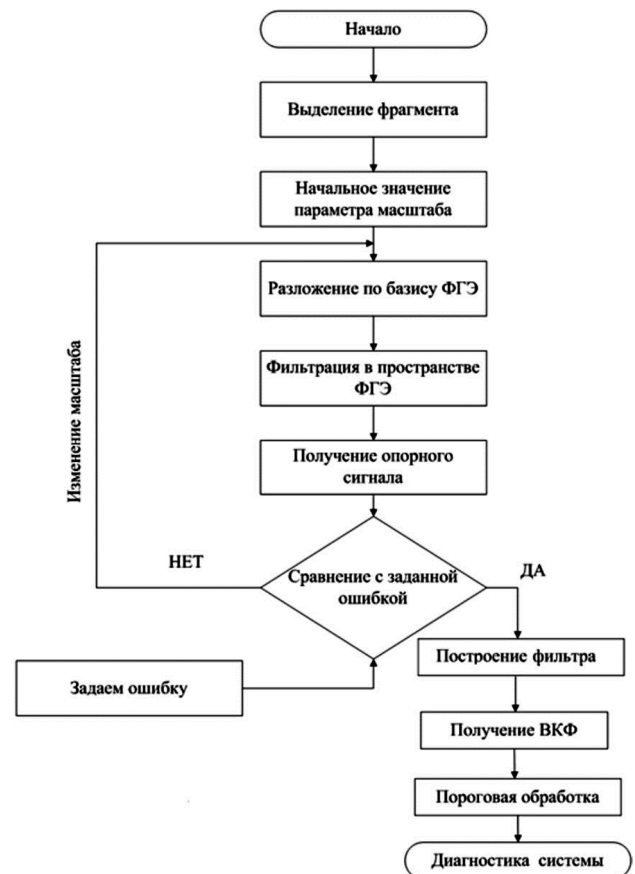 Начало
Выделение фрагмента
Начальное значение
параметра масштаба
Разложение по базису ФГЭ
Изменение масштаба
Фильтрация в пространстве
ФГЭ
Получение опорного
сигнала
Сравнение с заданной
ошибкой
НЕТ
ДА
Задаем ошибку
Построение фильтра
Получение ВКФ
Пороговая обработка
Диагностика системы